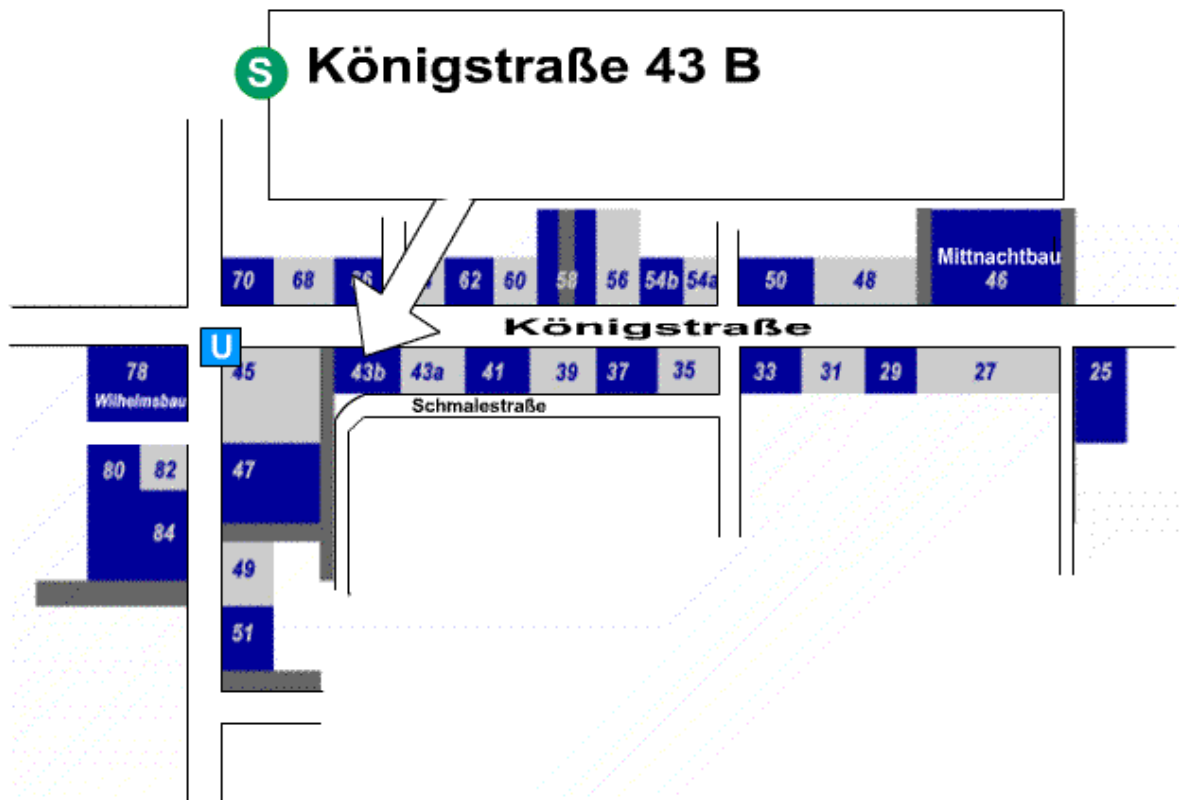 S Königstraße 43 B
70 68 66 62 60 58 56 54b 54a 50 48 Mittnachtbau
46
Königstraße
U
78 45 43b 43a 41 39 37 35 33 31 29 27 25
Wilhelmsbau Schmalestraße
80 82 47
84
49
51